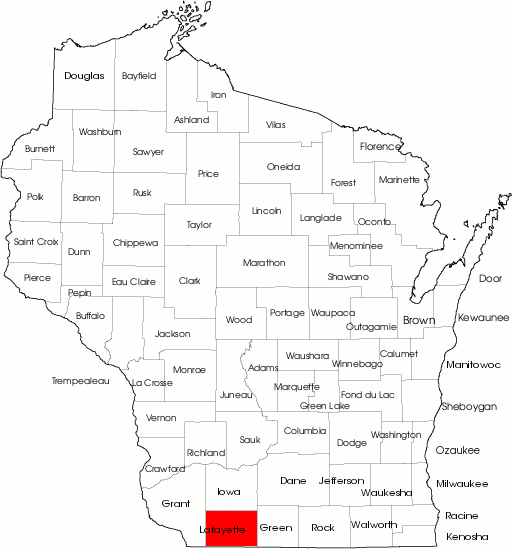 Douglas
Bayfield
Iron
Ashland
Vilas
Washburn
Burnett
Sawyer
Florence
Price
Oneida
Forest
Marinette
Polk
Barron
Rusk
Lincoln
Langlade
Oconto
Taylor
Saint Croix
Chippewa
Dunn
Menominee
Marathon
Shawano
Pierce
Eau Claire
Clark
Door
Pepin
Buffalo
Wood
Portage
Waupaca
Outagamie
Brown
Kewaunee
Jackson
Waushara
Winnebago
Calumet
Manitowoc
Trempealeau
La Crosse
Monroe
Adams
Juneau
Marquette
Green Lake
Fond du Lac
Sheboygan
Vernon
Richland
Sauk
Columbia
Dodge
Washington
Ozaukee
Crawford
Grant
Iowa
Dane
Jefferson
Waukesha
Milwaukee
Lafayette
Green
Rock
Walworth
Racine
Kenosha